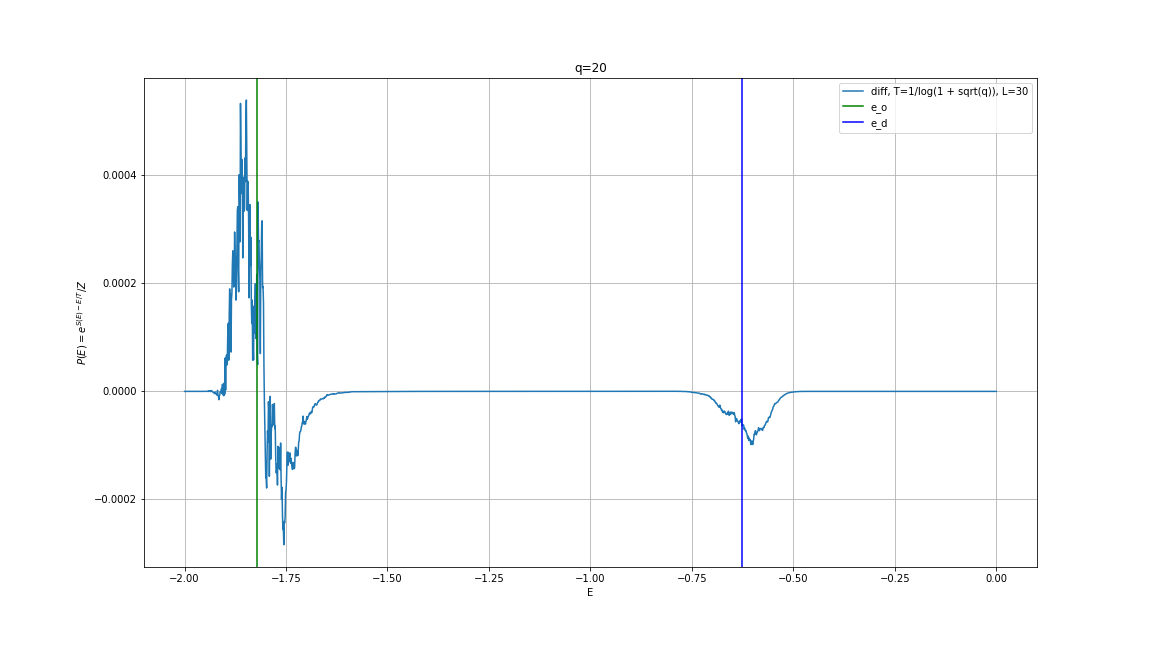 q=20
diff, T=1/log(1 + sqrt(q)), L=30
e_o
e_d
P(E) = e^{S(E) − E/T}/Z
0.0004
0.0002
0.0000
−0.0002
−2.00 −1.75 −1.50 −1.25 −1.00 −0.75 −0.50 −0.25 0.00
E